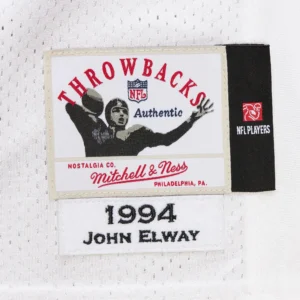 THROWBACKS
NFL
Authentic
NFL PLAYERS
NOSTALGIA CO.
Mitchell & Ness
PHILADELPHIA, PA.
1994
JOHN ELWAY